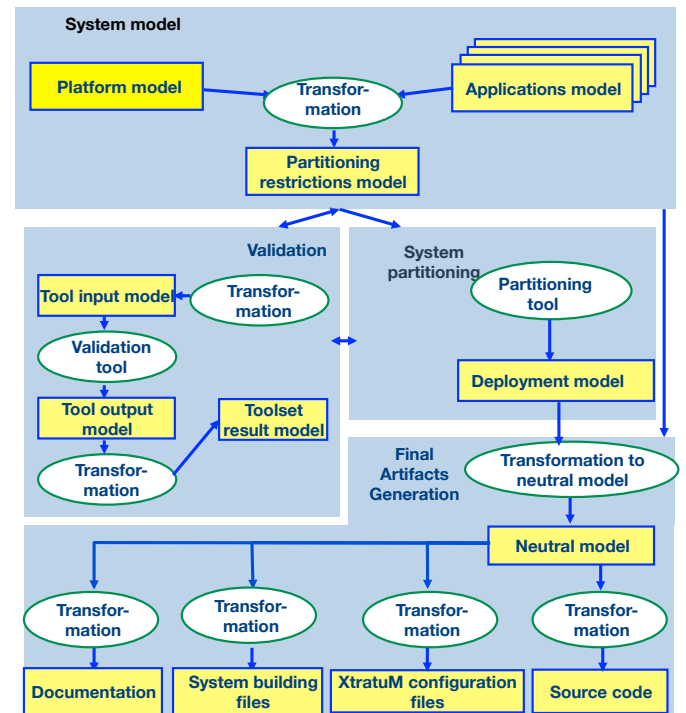 System model
Platform model
Transfor-
mation
Applications model
Partitioning
restrictions model
Validation
Tool input model
Transfor-
mation
Validation
tool
Tool output
model
Toolset
result model
Transfor-
mation
System
partitioning
Partitioning
tool
Deployment model
Final
Artifacts
Generation
Transformation to
neutral model
Neutral model
Transfor-
mation
Transfor-
mation
Transfor-
mation
Transfor-
mation
Documentation
System building
files
XtratuM configuration
files
Source code